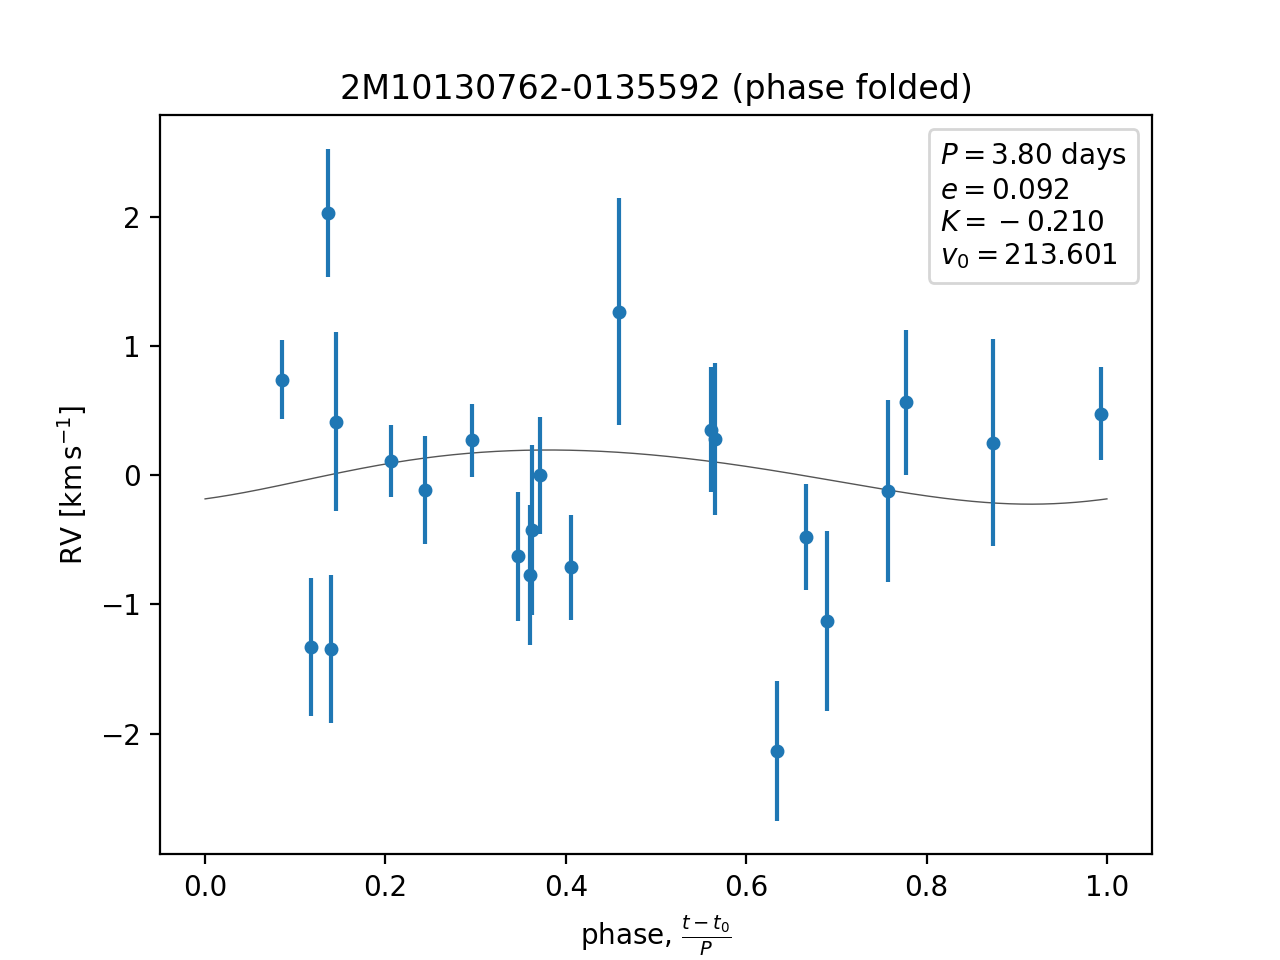 2M10130762-0135592 (phase folded)
P = 3.80 days
e = 0.092
K = −0.210
v₀ = 213.601
RV [km s⁻¹]
2
1
0
−1
−2
0.0 0.2 0.4 0.6 0.8 1.0
phase, (t − t₀)/P